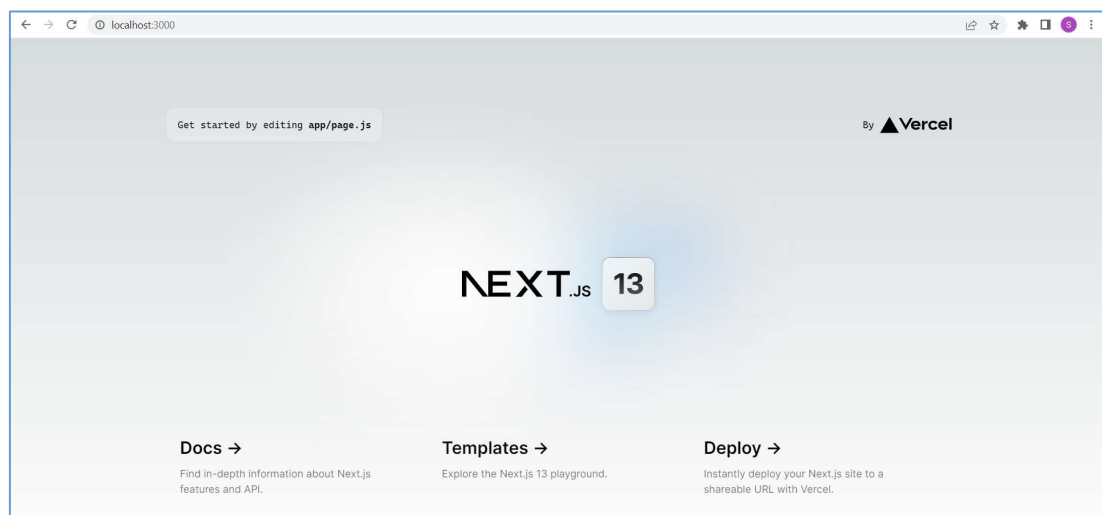 localhost:3000
S
Get started by editing app/page.js
By Vercel
NEXT.JS 13
Docs ->
Find in-depth information about Next.js
features and API.
Templates ->
Explore the Next.js 13 playground.
Deploy ->
Instantly deploy your Next.js site to a
shareable URL with Vercel.